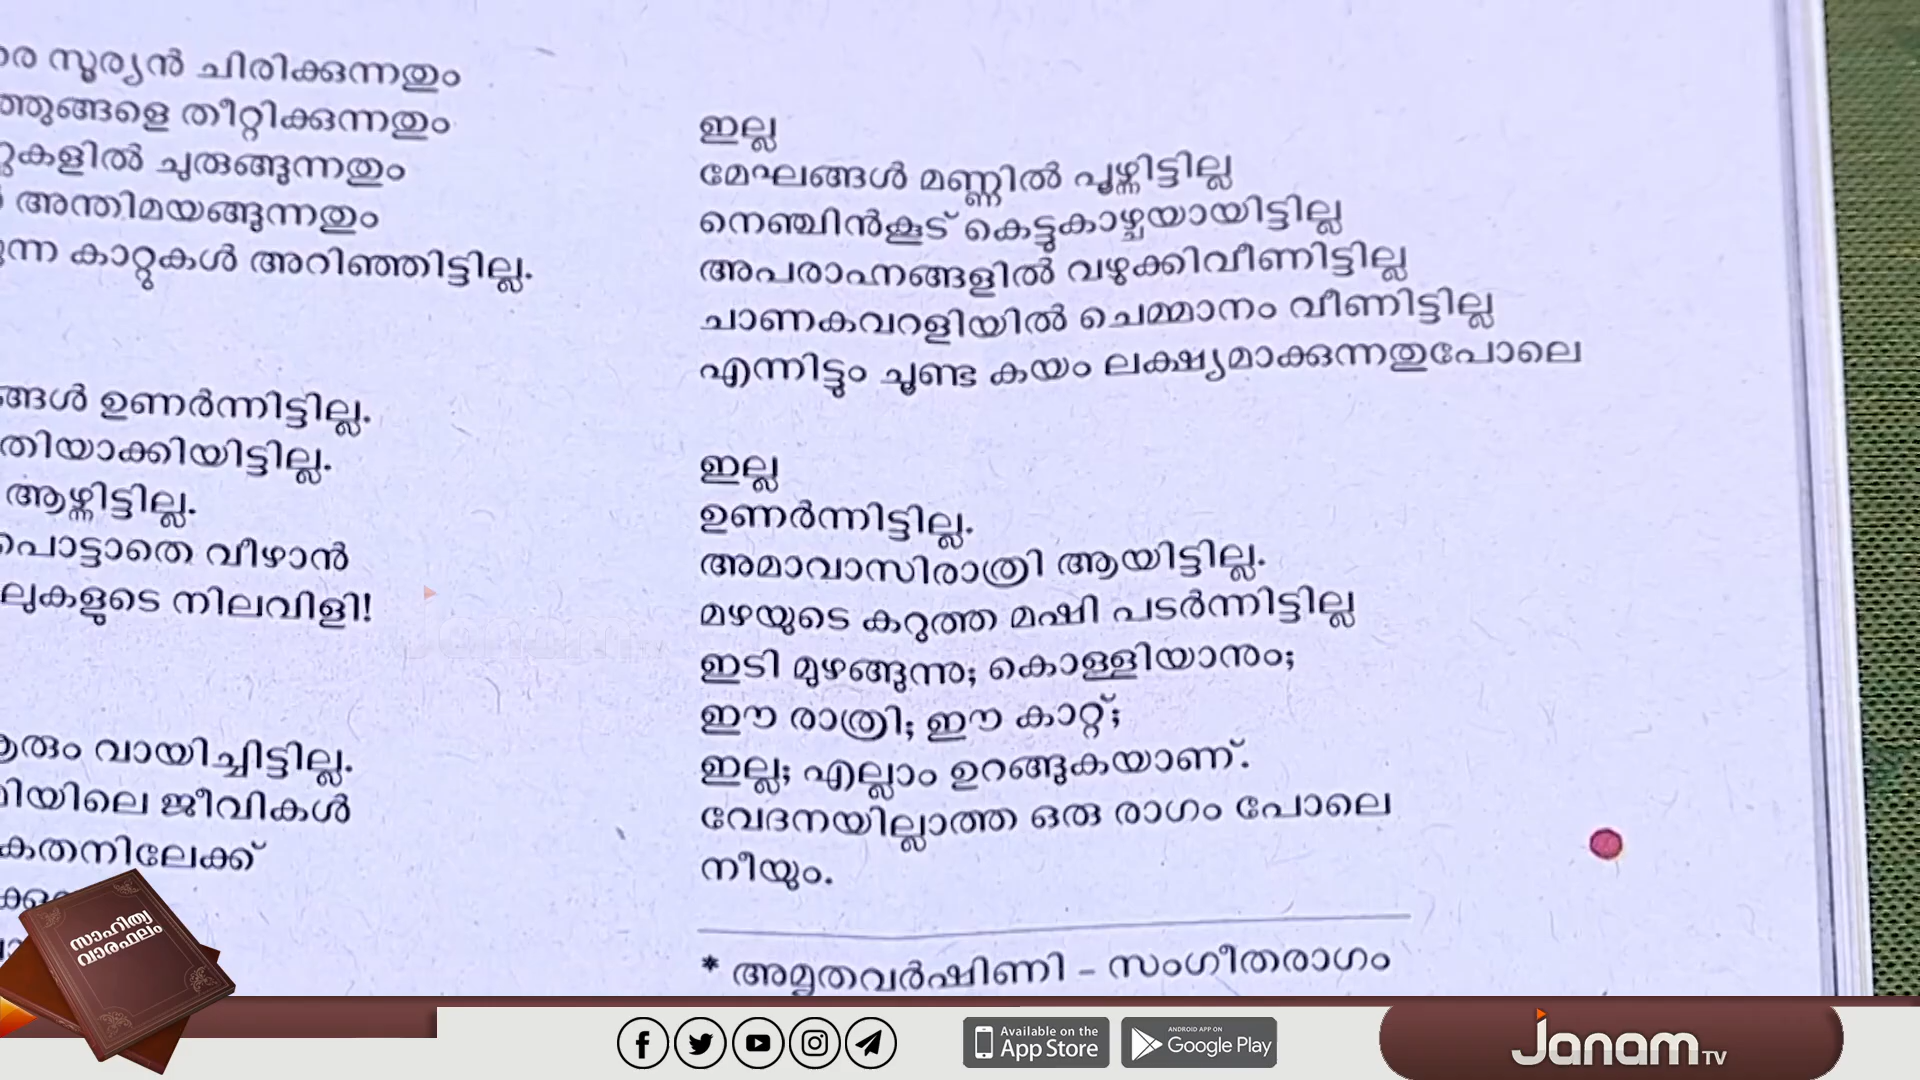 സൂര്യൻ ചിരിക്കുന്നതും
ത്തുങ്ങളെ തീറ്റിക്കുന്നതും
റ്റുകളിൽ ചുരുങ്ങുന്നതും
അന്തിമയങ്ങുന്നതും
ന്ന കാറ്റുകൾ അറിഞ്ഞിട്ടില്ല.
ങ്ങൾ ഉണർന്നിട്ടില്ല.
തിയാക്കിയിട്ടില്ല.
ആഴ്ന്നിട്ടില്ല.
പൊട്ടാതെ വീഴാൻ
ലുകളുടെ നിലവിളി!
ആരും വായിച്ചിട്ടില്ല.
മിയിലെ ജീവികൾ
കതനിലേക്ക്
ഇല്ല
മേഘങ്ങൾ മണ്ണിൽ പൂഴ്ന്നിട്ടില്ല
നെഞ്ചിൻകൂട് കെട്ടുകാഴ്ചയായിട്ടില്ല
അപരാഹ്നങ്ങളിൽ വഴുക്കിവീണിട്ടില്ല
ചാണകവറളിയിൽ ചെമ്മാനം വീണിട്ടില്ല
എന്നിട്ടും ചൂണ്ട കയം ലക്ഷ്യമാക്കുന്നതുപോലെ
ഇല്ല
ഉണർന്നിട്ടില്ല.
അമാവാസിരാത്രി ആയിട്ടില്ല.
മഴയുടെ കറുത്ത മഷി പടർന്നിട്ടില്ല
ഇടി മുഴങ്ങുന്നു; കൊള്ളിയാനും;
ഈ രാത്രി; ഈ കാറ്റ്;
ഇല്ല; എല്ലാം ഉറങ്ങുകയാണ്.
വേദനയില്ലാത്ത ഒരു രാഗം പോലെ
നീയും.
* അമൃതവർഷിണി – സംഗീതരാഗം
സാഹിത്യ
വാരഫലം
Available on the
App Store
ANDROID APP ON
Google Play
Janam TV